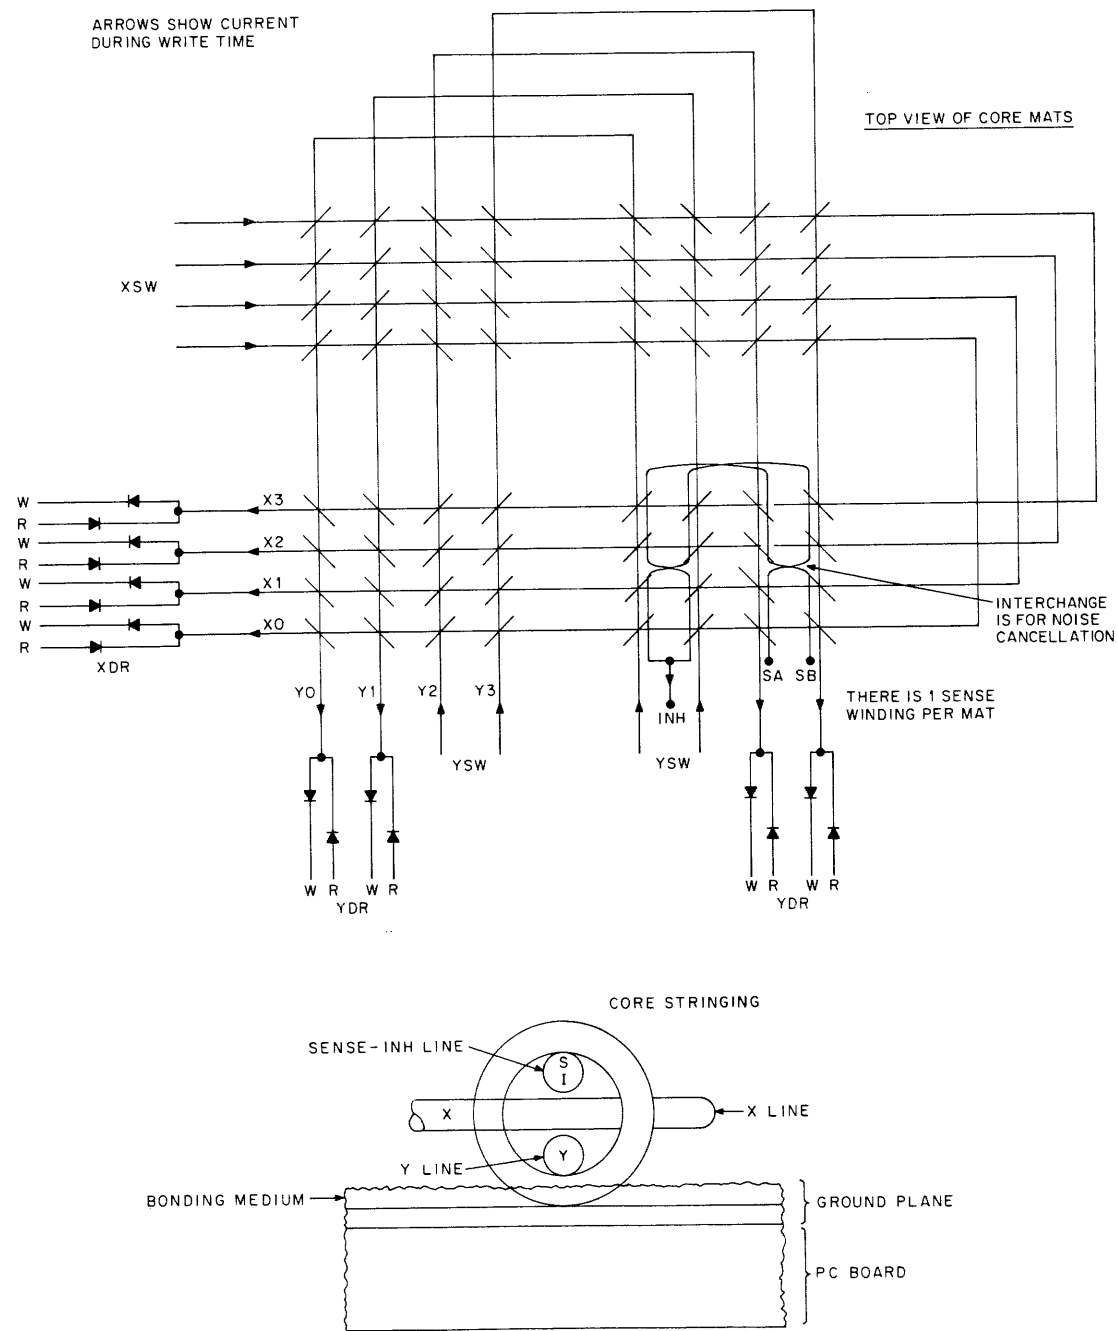 ARROWS SHOW CURRENT
DURING WRITE TIME
TOP VIEW OF CORE MATS
XSW
W
R
W
R
W
R
W
R
XDR
X3
X2
X1
X0
INTERCHANGE
IS FOR NOISE
CANCELLATION
Y0
Y1
Y2
Y3
YSW
INH
YSW
SA
SB
THERE IS 1 SENSE
WINDING PER MAT
W R
W R
YDR
W R
W R
YDR
CORE STRINGING
SENSE-INH LINE
S
I
X
X LINE
Y LINE
Y
BONDING MEDIUM
GROUND PLANE
PC BOARD